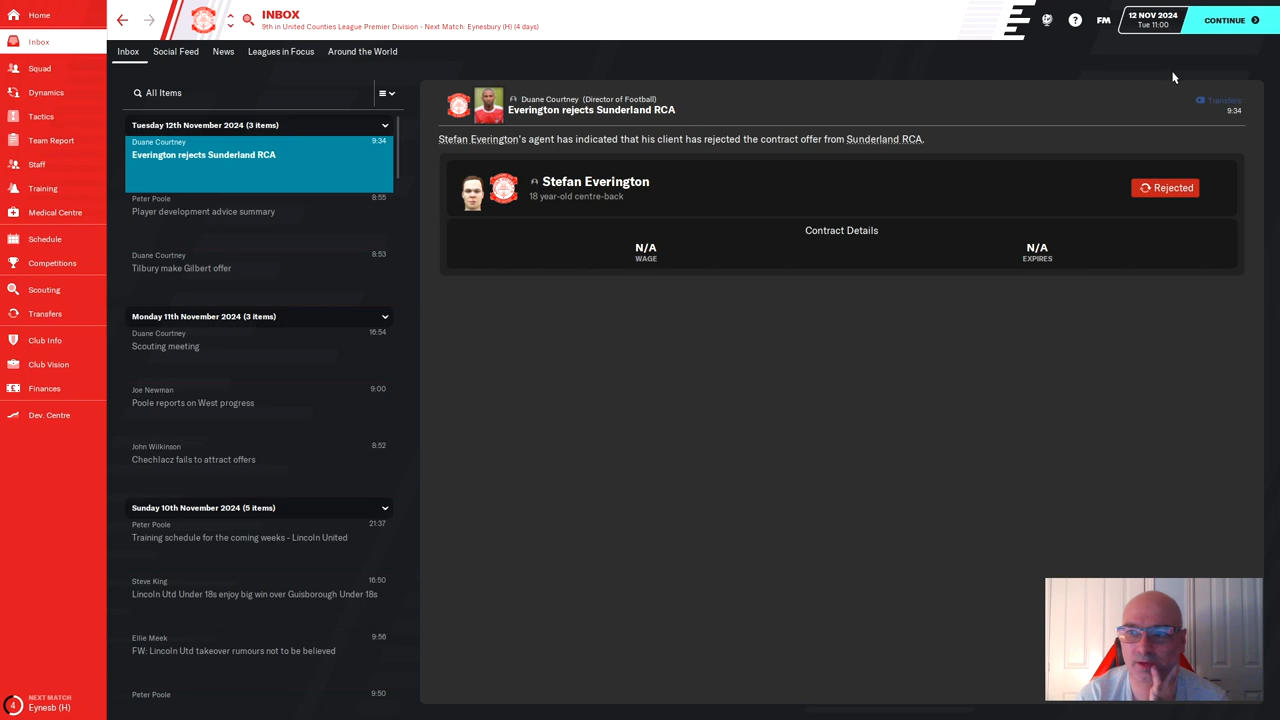 Home
Inbox
Squad
Dynamics
Tactics
Team Report
Staff
Training
Medical Centre
Schedule
Competitions
Scouting
Transfers
Club Info
Club Vision
Finances
Dev. Centre
4
NEXT MATCH
Eynesb (H)
INBOX
9th in United Counties League Premier Division - Next Match: Eynesbury (H) (4 days)
?
FM
12 NOV 2024
Tue 11:00
CONTINUE
Inbox
Social Feed
News
Leagues in Focus
Around the World
All Items
Tuesday 12th November 2024 (3 items)
Duane Courtney 9:34
Everington rejects Sunderland RCA
Peter Poole 8:55
Player development advice summary
Duane Courtney 8:53
Tilbury make Gilbert offer
Monday 11th November 2024 (3 items)
Duane Courtney 16:54
Scouting meeting
Joe Newman 9:00
Poole reports on West progress
John Wilkinson 8:52
Chechlacz fails to attract offers
Sunday 10th November 2024 (5 items)
Peter Poole 21:37
Training schedule for the coming weeks - Lincoln United
Steve King 16:50
Lincoln Utd Under 18s enjoy big win over Guisborough Under 18s
Ellie Meek 9:56
FW: Lincoln Utd takeover rumours not to be believed
Peter Poole 9:50
Duane Courtney (Director of Football)
Everington rejects Sunderland RCA
Transfers
9:34
Stefan Everington's agent has indicated that his client has rejected the contract offer from Sunderland RCA.
Stefan Everington
18 year-old centre-back
Rejected
Contract Details
N/A
WAGE
N/A
EXPIRES